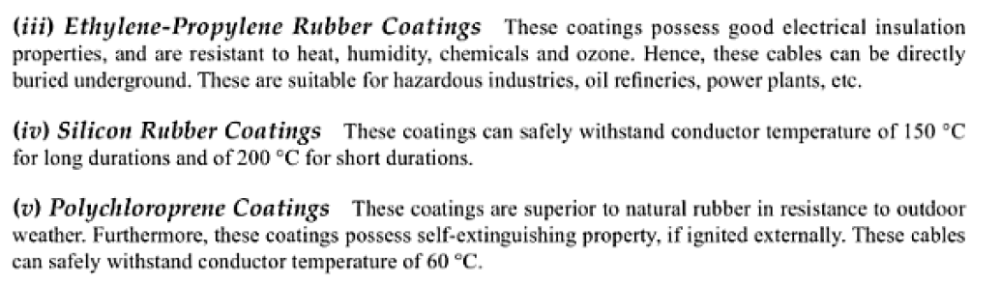 (iii) Ethylene-Propylene Rubber Coatings These coatings possess good electrical insulation
properties, and are resistant to heat, humidity, chemicals and ozone. Hence, these cables can be directly
buried underground. These are suitable for hazardous industries, oil refineries, power plants, etc.
(iv) Silicon Rubber Coatings These coatings can safely withstand conductor temperature of 150 °C
for long durations and of 200 °C for short durations.
(v) Polychloroprene Coatings These coatings are superior to natural rubber in resistance to outdoor
weather. Furthermore, these coatings possess self-extinguishing property, if ignited externally. These cables
can safely withstand conductor temperature of 60 °C.